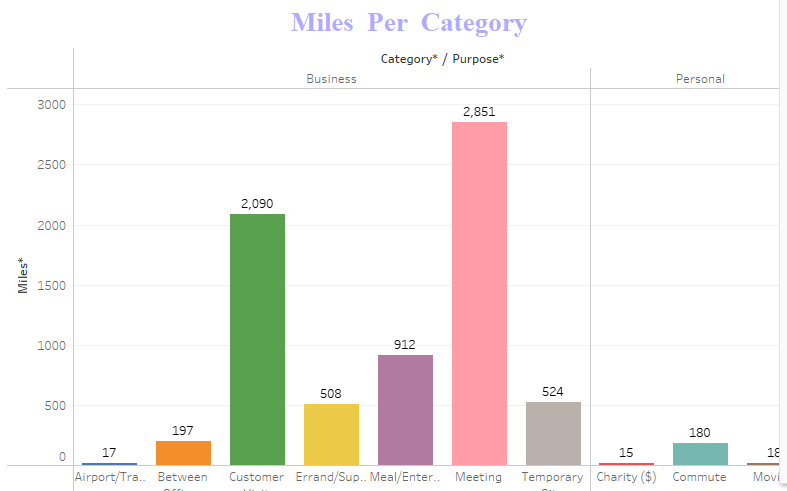 Miles Per Category
Category* / Purpose*
Business Personal
3000
2500
2000
1500
1000
500
0
Miles*
17
197
2,090
508
912
2,851
524
15
180
18
Airport/Tra..
Between
Customer
Errand/Sup..
Meal/Enter..
Meeting
Temporary
Charity ($)
Commute
Movi